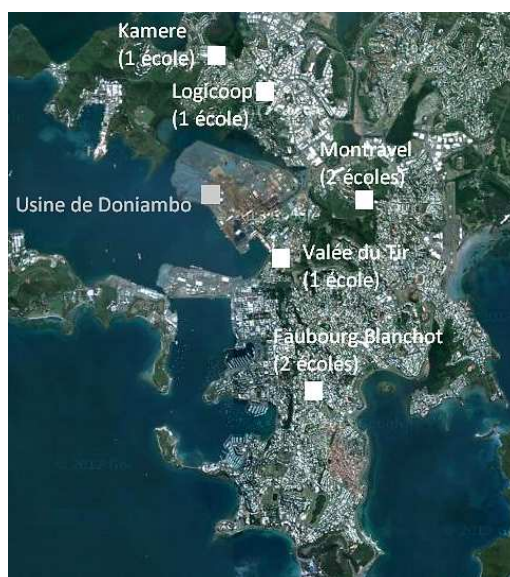 Kamere
(1 école)
Logicoop
(1 école)
Montravel
(2 écoles)
Usine de Doniambo
Valée du Tir
(1 école)
Faubourg Blanchot
(2 écoles)